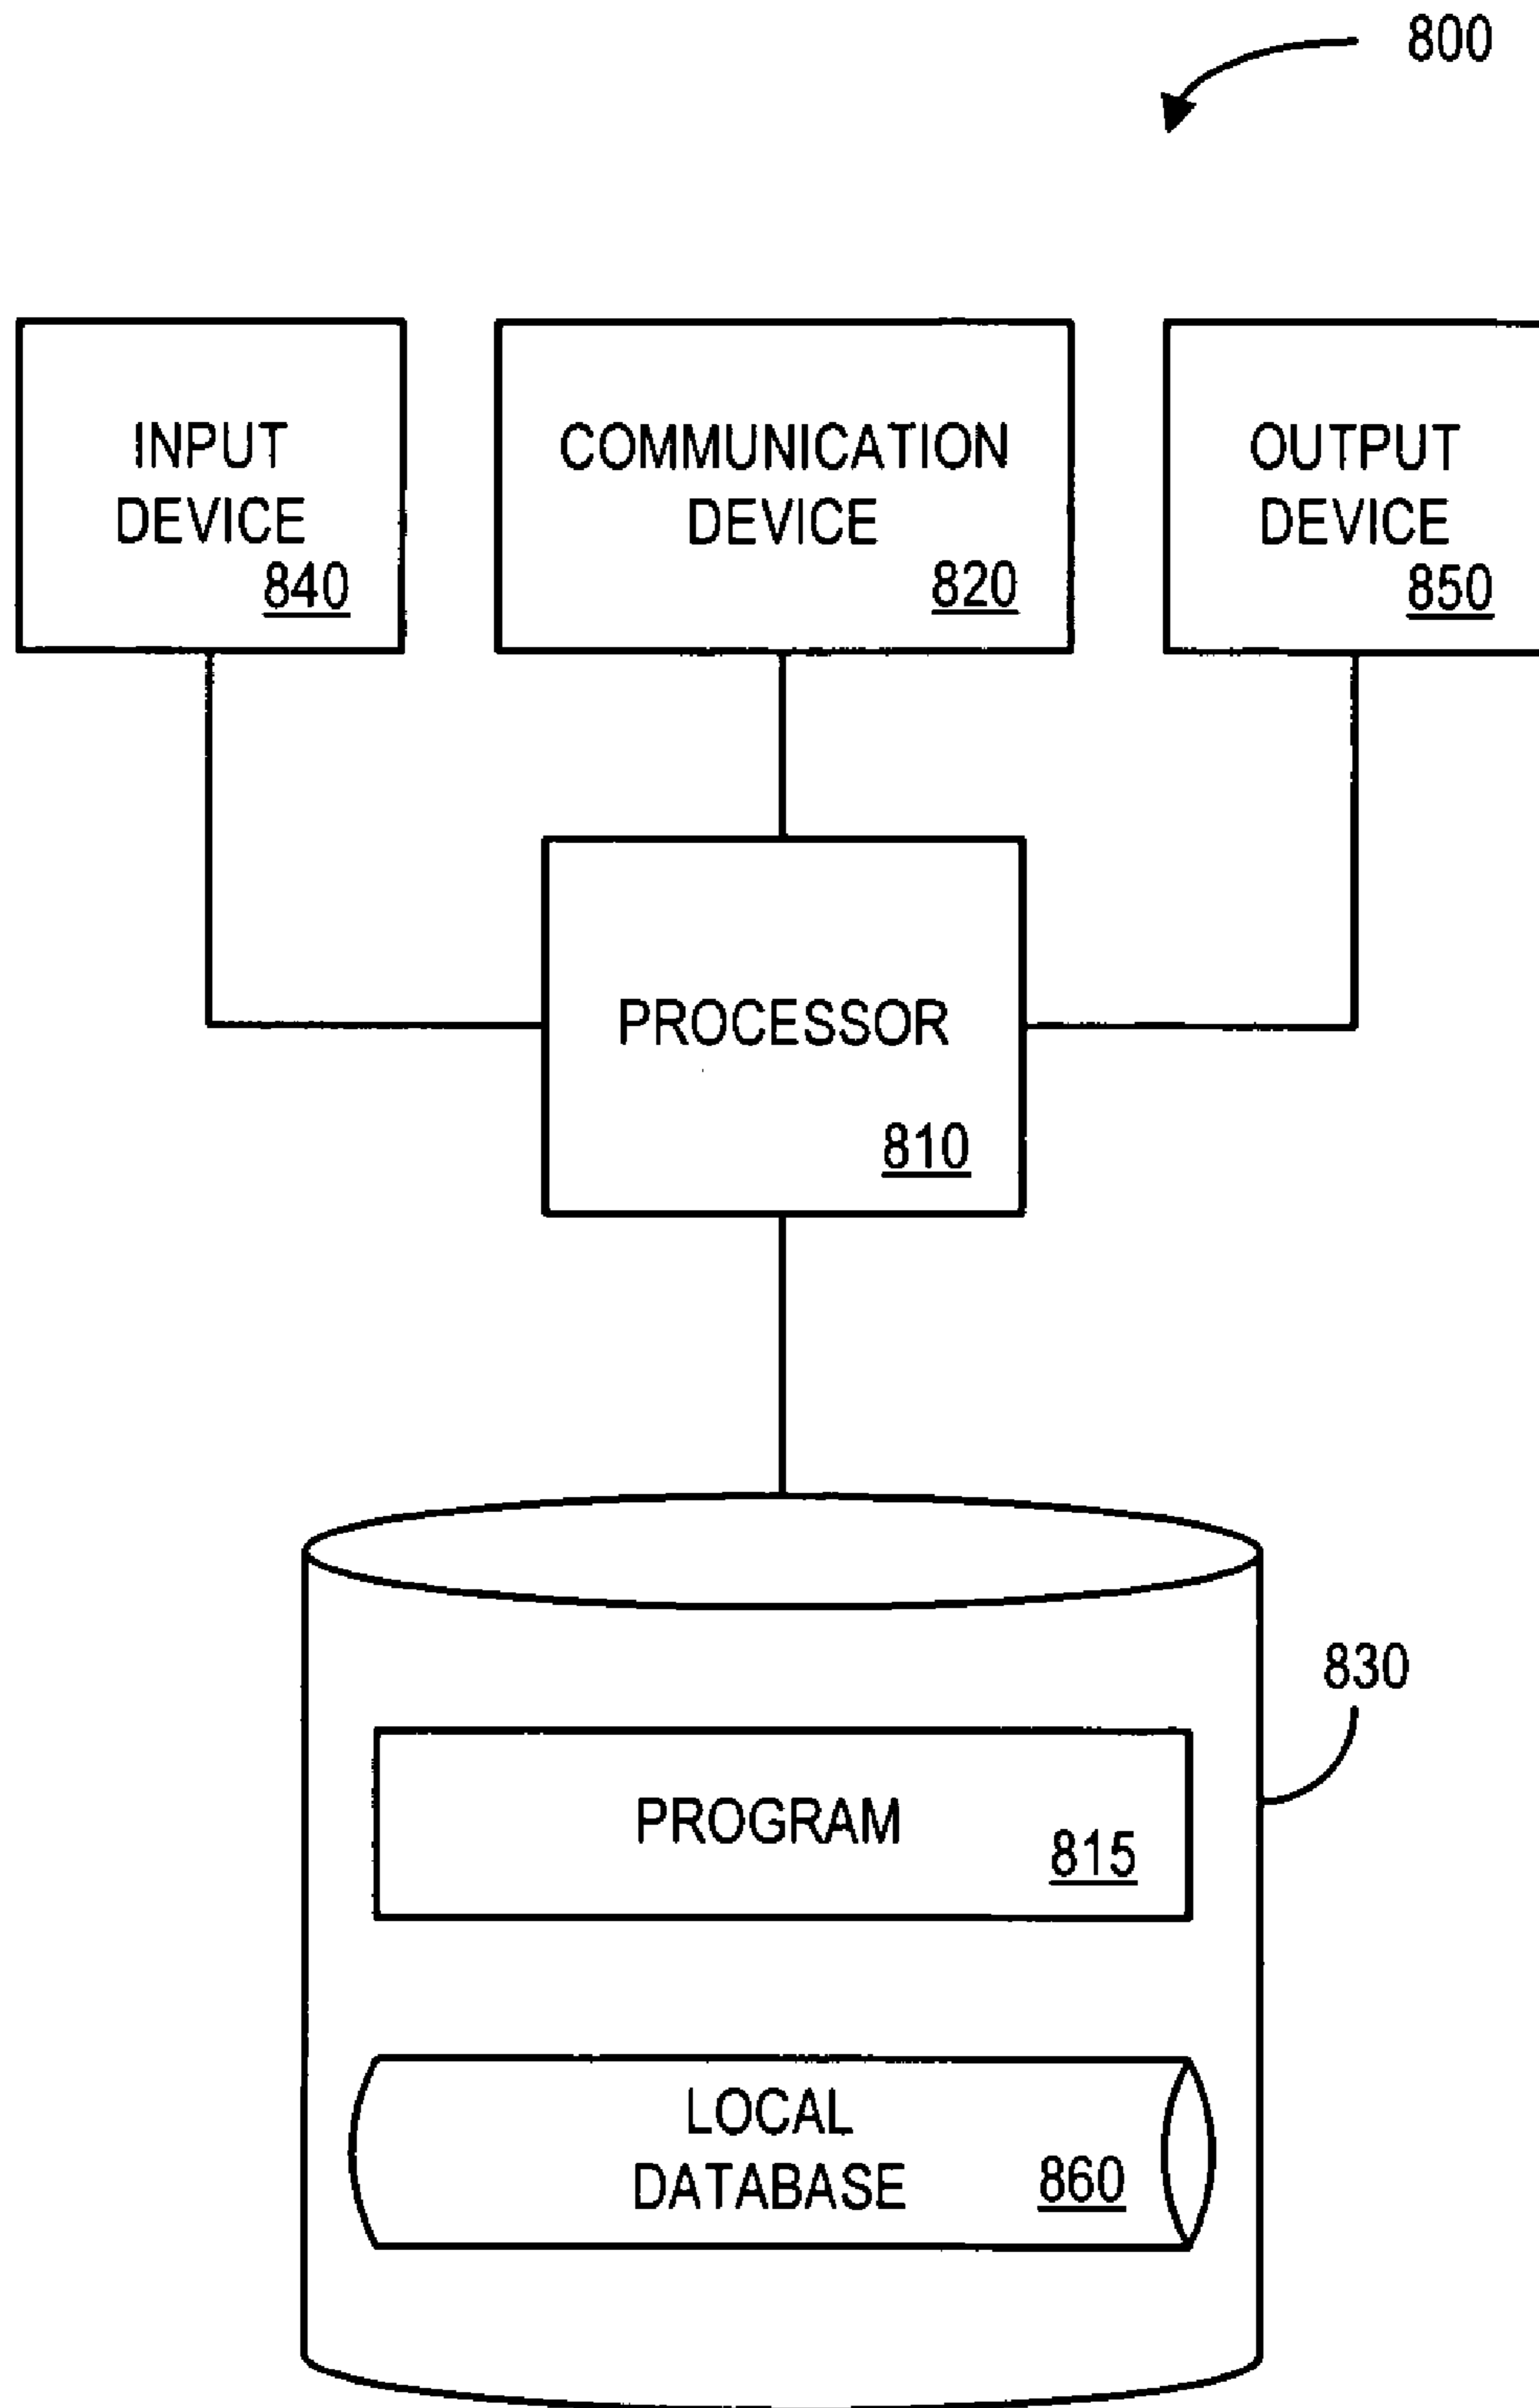 800
INPUT
DEVICE
840
COMMUNICATION
DEVICE
820
OUTPUT
DEVICE
850
PROCESSOR
810
830
PROGRAM
815
LOCAL
DATABASE
860